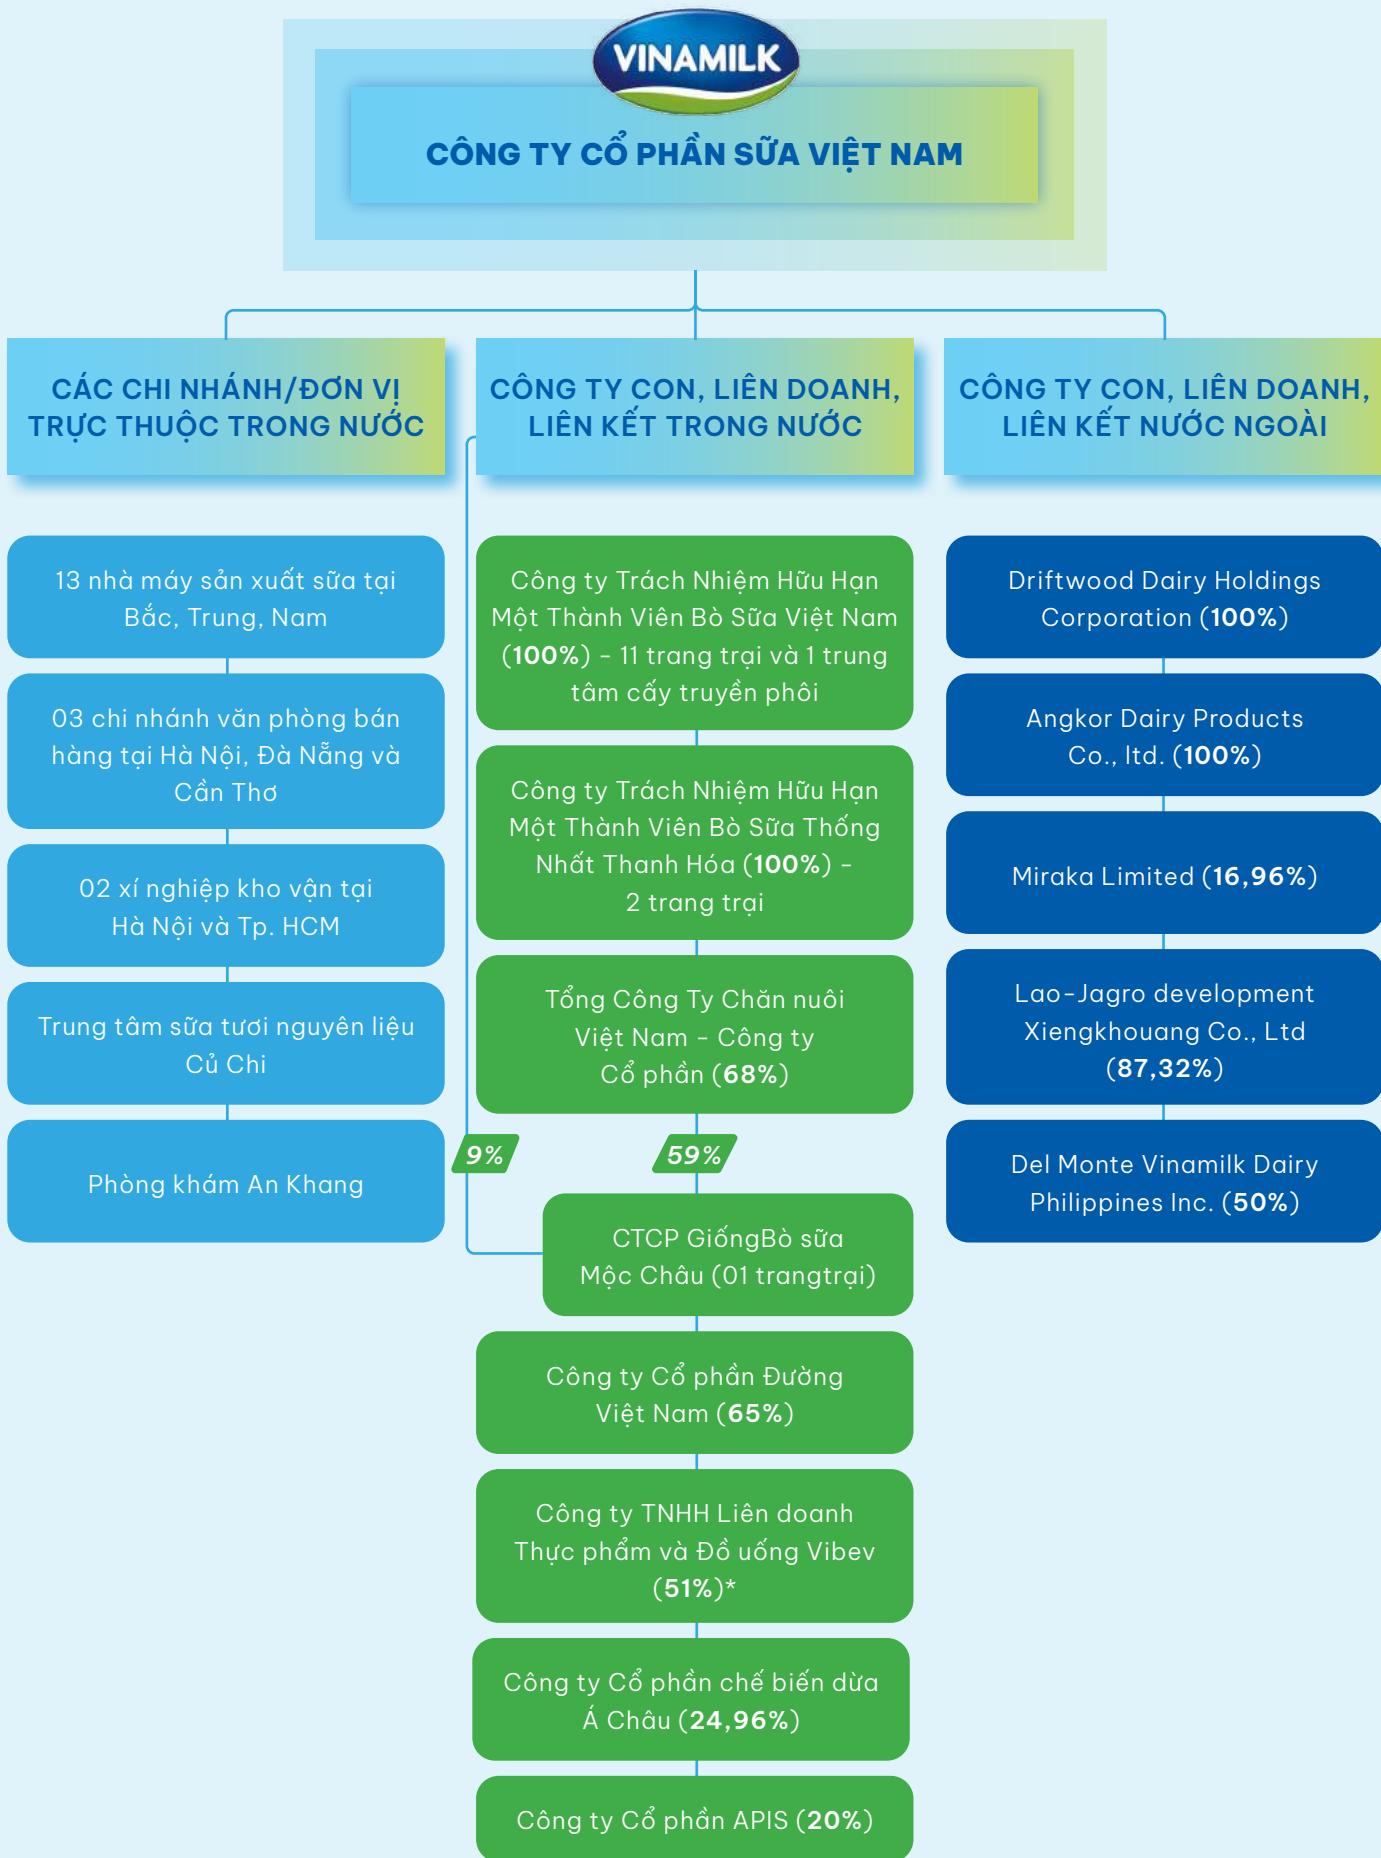 VINAMILK
CÔNG TY CỔ PHẦN SỮA VIỆT NAM
CÁC CHI NHÁNH/ĐƠN VỊ
TRỰC THUỘC TRONG NƯỚC
13 nhà máy sản xuất sữa tại
Bắc, Trung, Nam
03 chi nhánh văn phòng bán
hàng tại Hà Nội, Đà Nẵng và
Cần Thơ
02 xí nghiệp kho vận tại
Hà Nội và Tp. HCM
Trung tâm sữa tươi nguyên liệu
Củ Chi
Phòng khám An Khang
CÔNG TY CON, LIÊN DOANH,
LIÊN KẾT TRONG NƯỚC
Công ty Trách Nhiệm Hữu Hạn
Một Thành Viên Bò Sữa Việt Nam
(100%) - 11 trang trại và 1 trung
tâm cấy truyền phôi
Công ty Trách Nhiệm Hữu Hạn
Một Thành Viên Bò Sữa Thống
Nhất Thanh Hóa (100%) -
2 trang trại
Tổng Công Ty Chăn nuôi
Việt Nam - Công ty
Cổ phần (68%)
9%
59%
CTCP GiốngBò sữa
Mộc Châu (01 trangtrại)
Công ty Cổ phần Đường
Việt Nam (65%)
Công ty TNHH Liên doanh
Thực phẩm và Đồ uống Vibev
(51%)*
Công ty Cổ phần chế biến dừa
Á Châu (24,96%)
Công ty Cổ phần APIS (20%)
CÔNG TY CON, LIÊN DOANH,
LIÊN KẾT NƯỚC NGOÀI
Driftwood Dairy Holdings
Corporation (100%)
Angkor Dairy Products
Co., ltd. (100%)
Miraka Limited (16,96%)
Lao-Jagro development
Xiengkhouang Co., Ltd
(87,32%)
Del Monte Vinamilk Dairy
Philippines Inc. (50%)